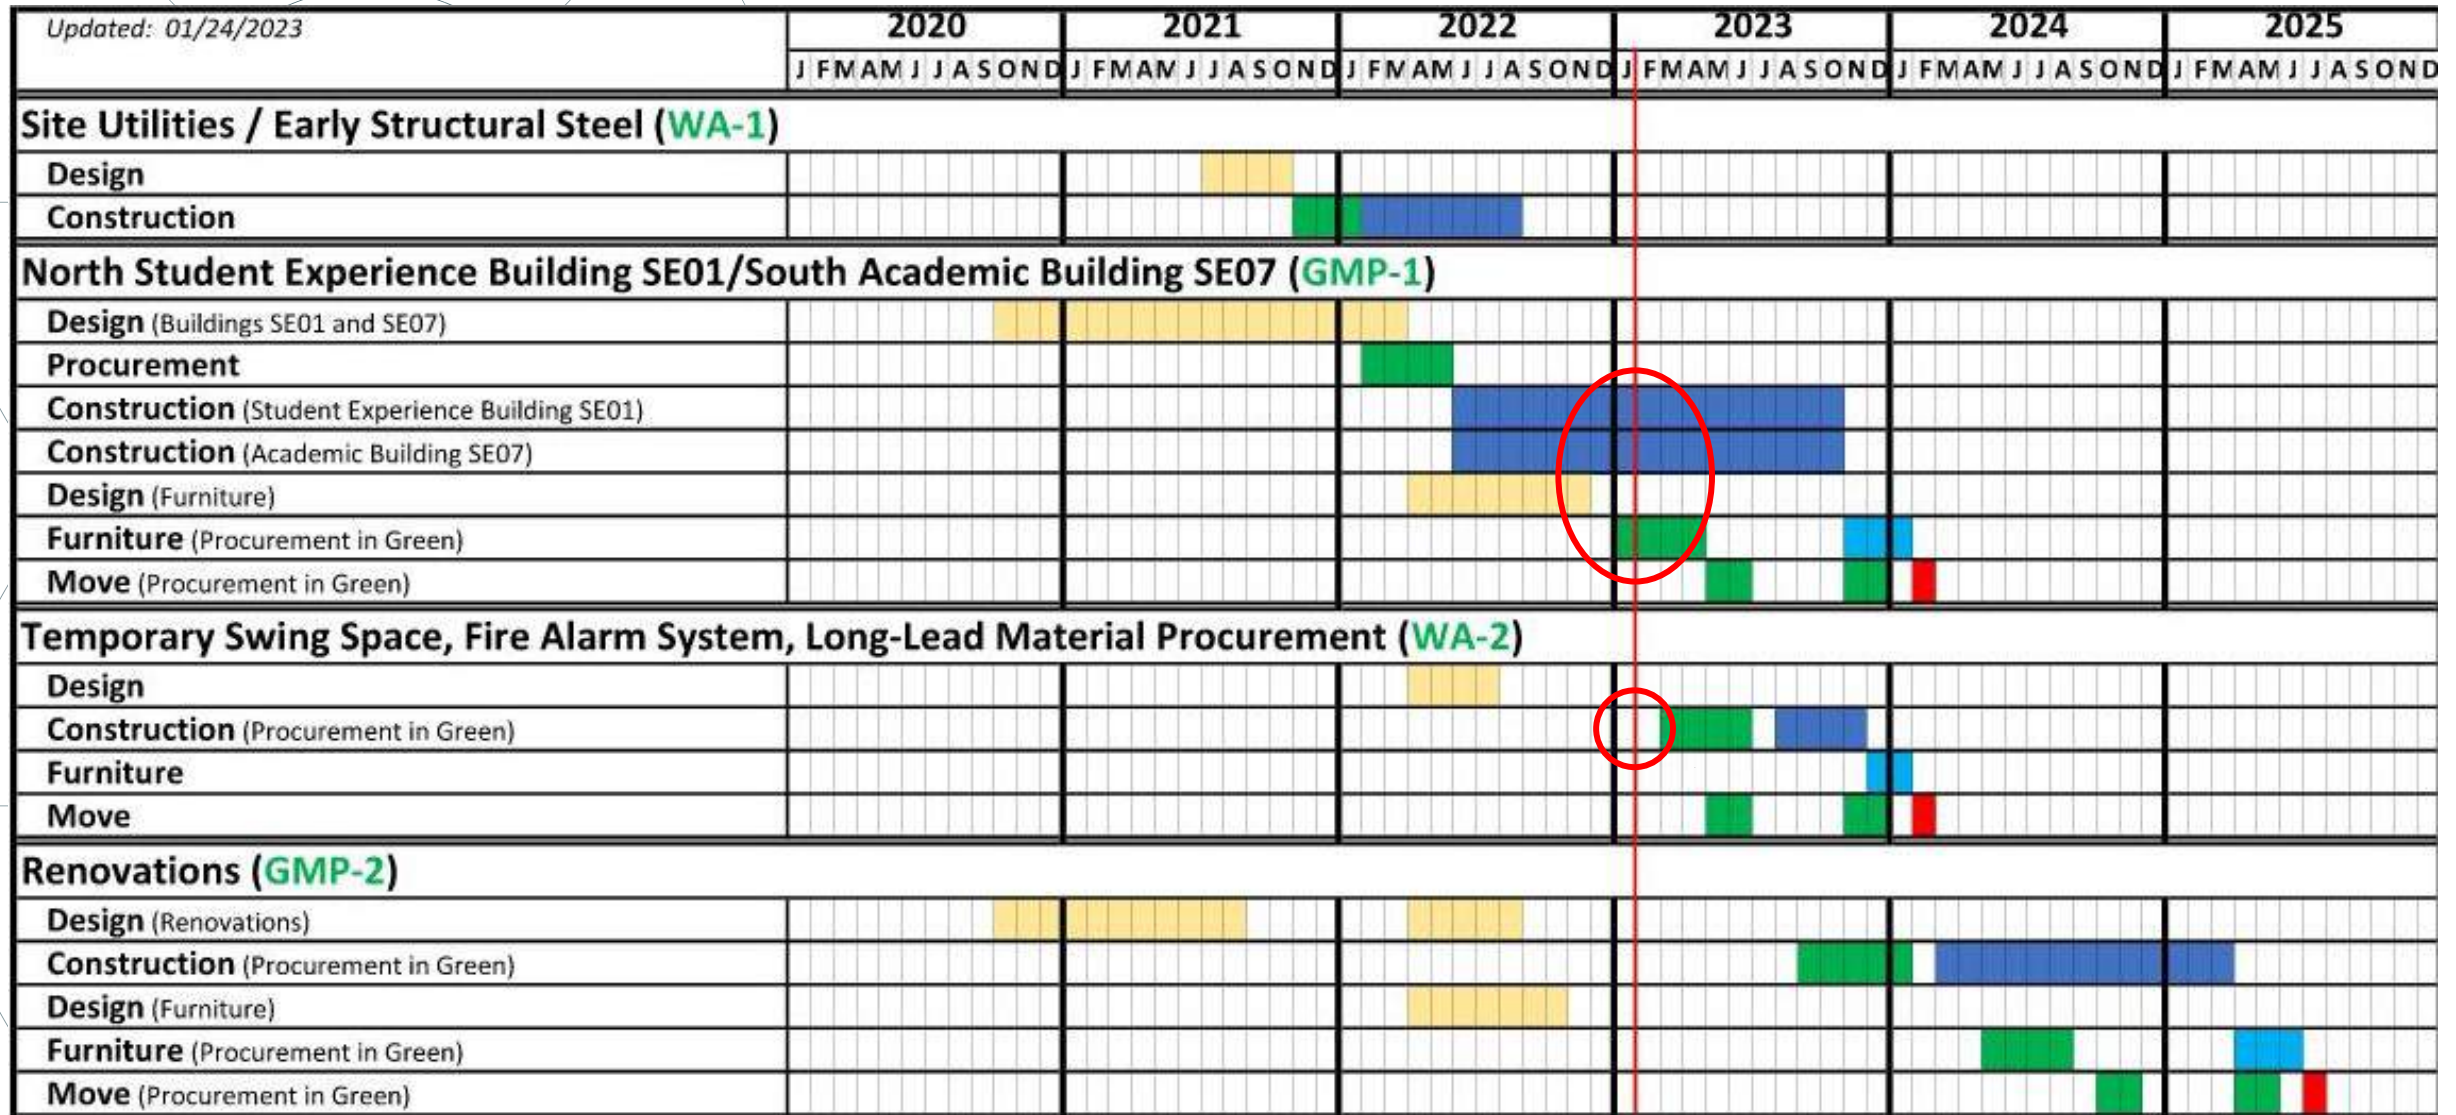 Updated: 01/24/2023
2020 2021 2022 2023 2024 2025
J F M A M J J A S O N D J F M A M J J A S O N D J F M A M J J A S O N D J F M A M J J A S O N D J F M A M J J A S O N D J F M A M J J A S O N D
Site Utilities / Early Structural Steel (WA-1)
Design
Construction
North Student Experience Building SE01/South Academic Building SE07 (GMP-1)
Design (Buildings SE01 and SE07)
Procurement
Construction (Student Experience Building SE01)
Construction (Academic Building SE07)
Design (Furniture)
Furniture (Procurement in Green)
Move (Procurement in Green)
Temporary Swing Space, Fire Alarm System, Long-Lead Material Procurement (WA-2)
Design
Construction (Procurement in Green)
Furniture
Move
Renovations (GMP-2)
Design (Renovations)
Construction (Procurement in Green)
Design (Furniture)
Furniture (Procurement in Green)
Move (Procurement in Green)